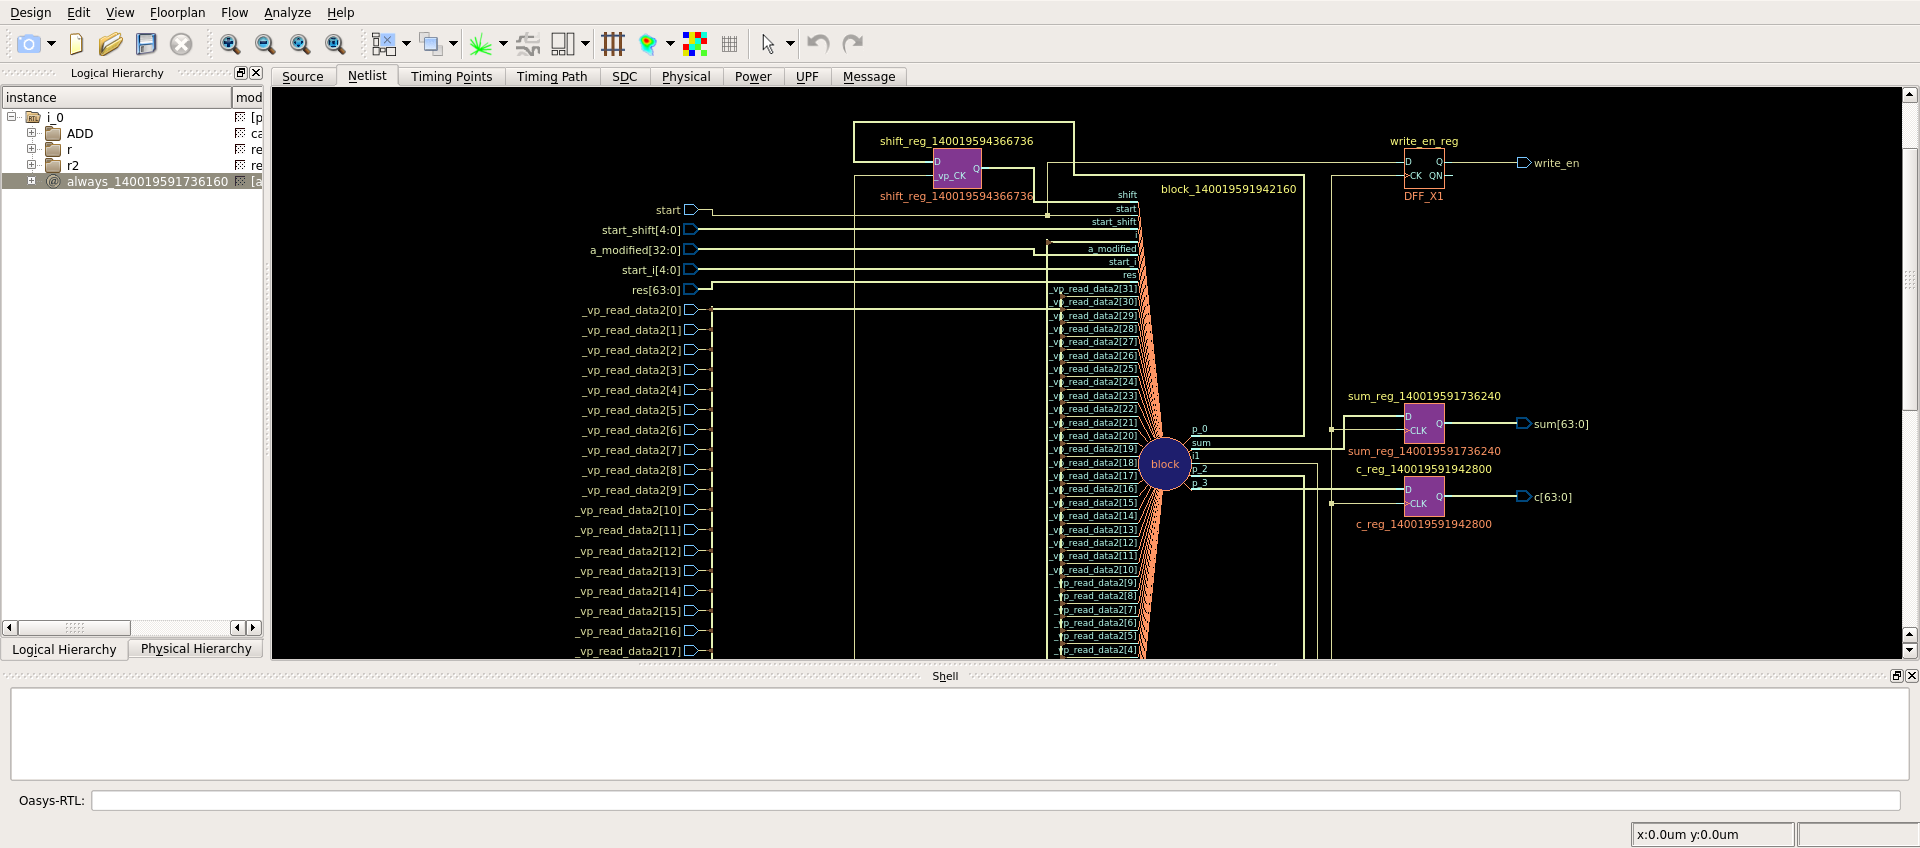 Design Edit View Floorplan Flow Analyze Help
Logical Hierarchy
Source Netlist Timing Points Timing Path SDC Physical Power UPF Message
instance mod
i_0 [p
ADD ca
r re
r2 re
always_140019591736160 [a
Logical Hierarchy Physical Hierarchy
shift_reg_140019594366736
D Q
_vp_CK
shift_reg_140019594366736
write_en_reg
D Q
CK QN
DFF_X1
write_en
block_140019591942160
start
start_shift[4:0]
a_modified[32:0]
start_i[4:0]
res[63:0]
_vp_read_data2[0]
_vp_read_data2[1]
_vp_read_data2[2]
_vp_read_data2[3]
_vp_read_data2[4]
_vp_read_data2[5]
_vp_read_data2[6]
_vp_read_data2[7]
_vp_read_data2[8]
_vp_read_data2[9]
_vp_read_data2[10]
_vp_read_data2[11]
_vp_read_data2[12]
_vp_read_data2[13]
_vp_read_data2[14]
_vp_read_data2[15]
_vp_read_data2[16]
_vp_read_data2[17]
shift
start
start_shift
i
a_modified
start_i
res
_vp_read_data2[31]
_vp_read_data2[30]
_vp_read_data2[29]
_vp_read_data2[28]
_vp_read_data2[27]
_vp_read_data2[26]
_vp_read_data2[25]
_vp_read_data2[24]
_vp_read_data2[23]
_vp_read_data2[22]
_vp_read_data2[21]
_vp_read_data2[20]
_vp_read_data2[19]
_vp_read_data2[18]
_vp_read_data2[17]
_vp_read_data2[16]
_vp_read_data2[15]
_vp_read_data2[14]
_vp_read_data2[13]
_vp_read_data2[12]
_vp_read_data2[11]
_vp_read_data2[10]
_vp_read_data2[9]
_vp_read_data2[8]
_vp_read_data2[7]
_vp_read_data2[6]
_vp_read_data2[5]
_vp_read_data2[4]
block
p_0
sum
i1
p_2
p_3
sum_reg_140019591736240
D Q
CLK
sum_reg_140019591736240
sum[63:0]
c_reg_140019591942800
D Q
CLK
c_reg_140019591942800
c[63:0]
Shell
Oasys-RTL:
x:0.0um y:0.0um